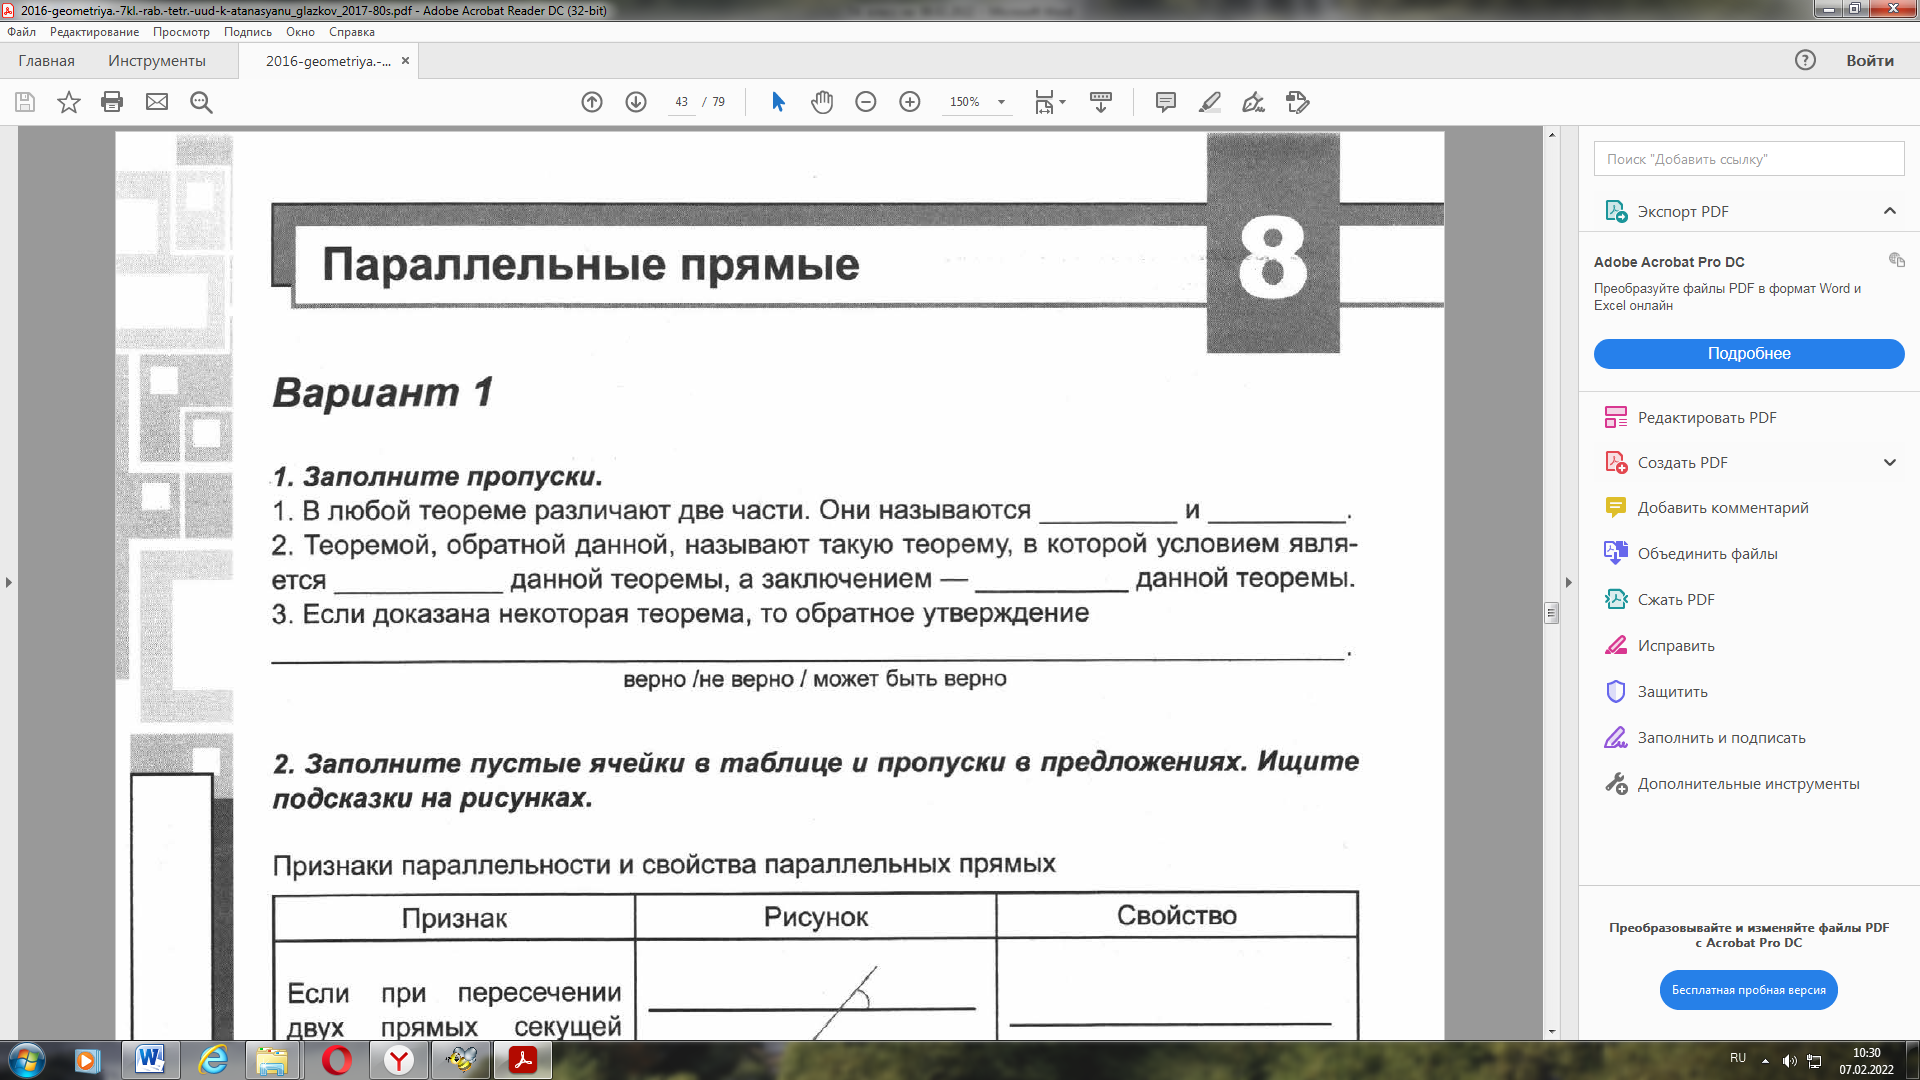 2016-geometriya.-7kl.-rab.-tetr.-uud-k-atanasyanu_glazkov_2017-80s.pdf - Adobe Acrobat Reader DC (32-bit)
Файл Редактирование Просмотр Подпись Окно Справка
Главная Инструменты 2016-geometriya.-... × Войти
43 / 79 150%
8
Параллельные прямые
Вариант 1
1. Заполните пропуски.
1. В любой теореме различают две части. Они называются _________ и _________.
2. Теоремой, обратной данной, называют такую теорему, в которой условием явля-
ется ___________ данной теоремы, а заключением — __________ данной теоремы.
3. Если доказана некоторая теорема, то обратное утверждение
_________________________________.
верно /не верно / может быть верно
2. Заполните пустые ячейки в таблице и пропуски в предложениях. Ищите
подсказки на рисунках.
Признаки параллельности и свойства параллельных прямых
Признак Рисунок Свойство
Если при пересечении
двух прямых секущей
Поиск "Добавить ссылку"
Экспорт PDF
Adobe Acrobat Pro DC
Преобразуйте файлы PDF в формат Word и
Excel онлайн
Подробнее
Редактировать PDF
Создать PDF
Добавить комментарий
Объединить файлы
Сжать PDF
Исправить
Защитить
Заполнить и подписать
Дополнительные инструменты
Преобразовывайте и изменяйте файлы PDF
с Acrobat Pro DC
Бесплатная пробная версия
RU
10:30
07.02.2022